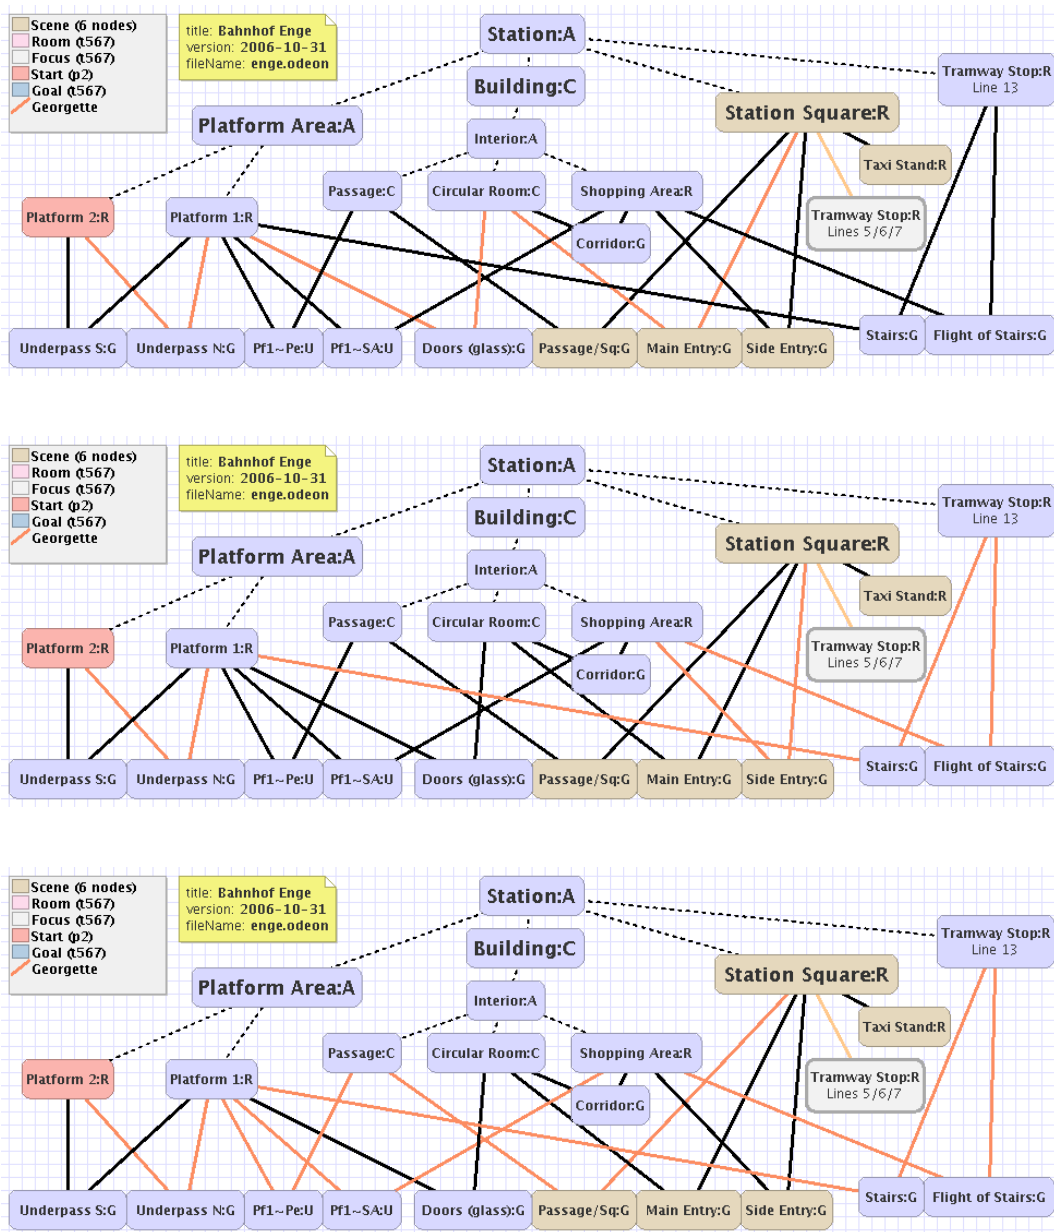 Scene (6 nodes)
Room (t567)
Focus (t567)
Start (p2)
Goal (t567)
Georgette
title: Bahnhof Enge
version: 2006-10-31
fileName: enge.odeon
Station:A
Building:C
Tramway Stop:R
Line 13
Platform Area:A
Station Square:R
Interior:A
Taxi Stand:R
Passage:C
Circular Room:C
Shopping Area:R
Platform 2:R
Platform 1:R
Tramway Stop:R
Lines 5/6/7
Corridor:G
Underpass S:G
Underpass N:G
Pf1~Pe:U
Pf1~SA:U
Doors (glass):G
Passage/Sq:G
Main Entry:G
Side Entry:G
Stairs:G
Flight of Stairs:G
Scene (6 nodes)
Room (t567)
Focus (t567)
Start (p2)
Goal (t567)
Georgette
title: Bahnhof Enge
version: 2006-10-31
fileName: enge.odeon
Station:A
Building:C
Tramway Stop:R
Line 13
Platform Area:A
Station Square:R
Interior:A
Taxi Stand:R
Passage:C
Circular Room:C
Shopping Area:R
Platform 2:R
Platform 1:R
Tramway Stop:R
Lines 5/6/7
Corridor:G
Underpass S:G
Underpass N:G
Pf1~Pe:U
Pf1~SA:U
Doors (glass):G
Passage/Sq:G
Main Entry:G
Side Entry:G
Stairs:G
Flight of Stairs:G
Scene (6 nodes)
Room (t567)
Focus (t567)
Start (p2)
Goal (t567)
Georgette
title: Bahnhof Enge
version: 2006-10-31
fileName: enge.odeon
Station:A
Building:C
Tramway Stop:R
Line 13
Platform Area:A
Station Square:R
Interior:A
Taxi Stand:R
Passage:C
Circular Room:C
Shopping Area:R
Platform 2:R
Platform 1:R
Tramway Stop:R
Lines 5/6/7
Corridor:G
Underpass S:G
Underpass N:G
Pf1~Pe:U
Pf1~SA:U
Doors (glass):G
Passage/Sq:G
Main Entry:G
Side Entry:G
Stairs:G
Flight of Stairs:G